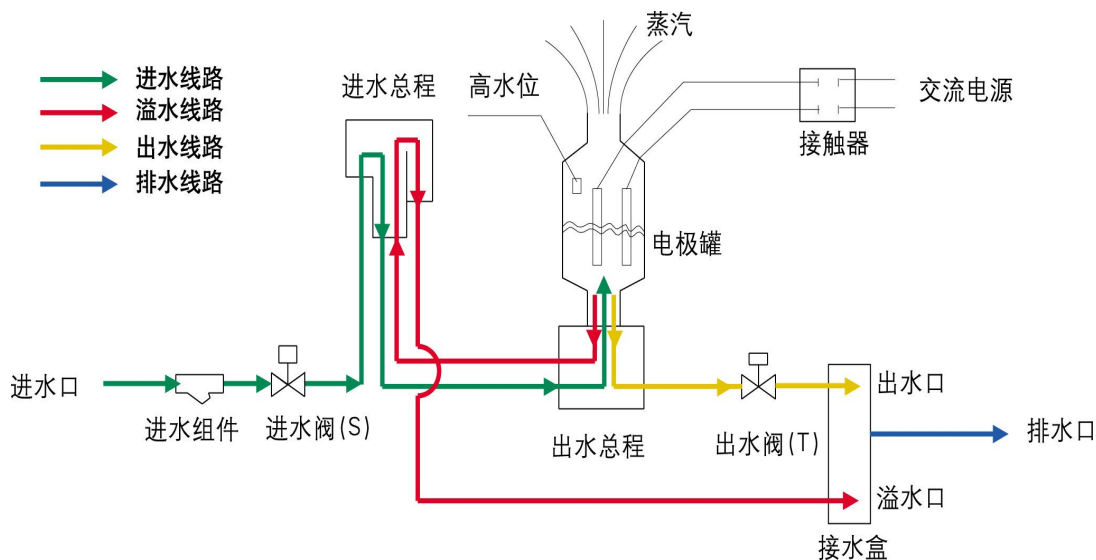 蒸汽
进水线路
溢水线路
出水线路
排水线路
进水总程
高水位
交流电源
接触器
电极罐
进水口
进水组件
进水阀(S)
出水总程
出水阀(T)
出水口
排水口
溢水口
接水盒